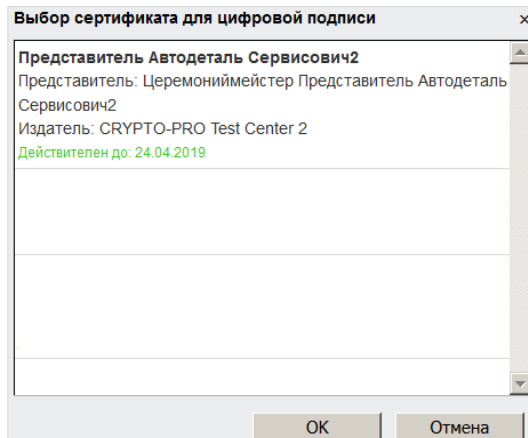 Выбор сертификата для цифровой подписи ×
Представитель Автодеталь Сервисович2
Представитель: Церемониймейстер Представитель Автодеталь
Сервисович2
Издатель: CRYPTO-PRO Test Center 2
Действителен до: 24.04.2019
OK Отмена